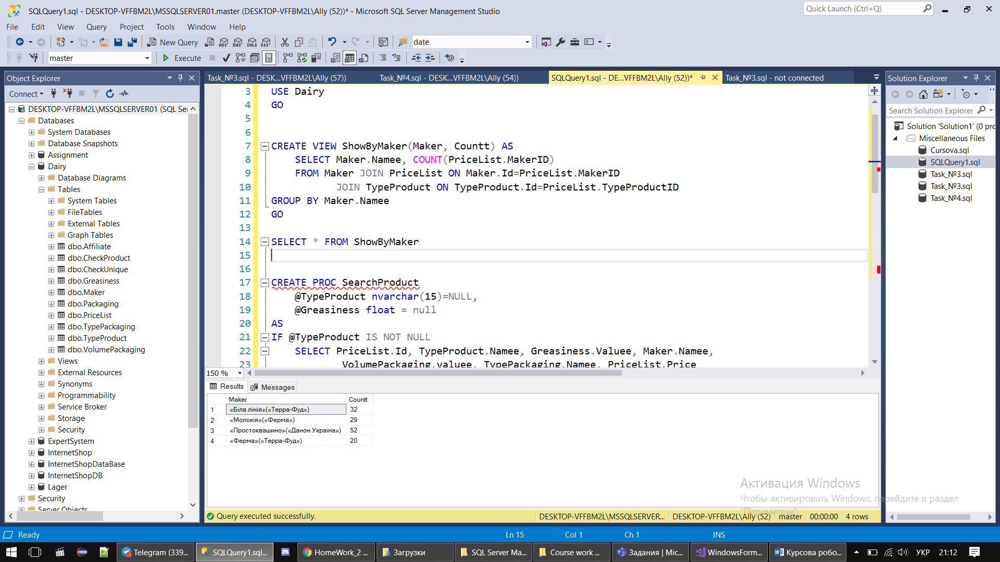 SQLQuery1.sql - DESKTOP-VFFBM2L\MSSQLSERVER01.master (DESKTOP-VFFBM2L\Ally (52))* - Microsoft SQL Server Management Studio
Quick Launch (Ctrl+Q)
File Edit View Query Project Tools Window Help
New Query
MDX DMX XMLA DAX
date
master
Execute
Object Explorer
Connect
DESKTOP-VFFBM2L\MSSQLSERVER01 (SQL Se
Databases
System Databases
Database Snapshots
Assignment
Dairy
Database Diagrams
Tables
System Tables
FileTables
External Tables
Graph Tables
dbo.Affiliate
dbo.CheckProduct
dbo.CheckUnique
dbo.Greasiness
dbo.Maker
dbo.Packaging
dbo.PriceList
dbo.TypePackaging
dbo.TypeProduct
dbo.VolumePackaging
Views
External Resources
Synonyms
Programmability
Service Broker
Storage
Security
ExpertSystem
InternetShop
InternetShopDataBase
InternetShopDB
Lager
Security
Server Objects
Task_№3.sql - DESK...VFFBM2L\Ally (57))
Task_№4.sql - DESK...VFFBM2L\Ally (54))
SQLQuery1.sql - DE...VFFBM2L\Ally (52))*
Task_№3.sql - not connected
3 USE Dairy
4 GO
5
6
7 CREATE VIEW ShowByMaker(Maker, Countt) AS
8 SELECT Maker.Namee, COUNT(PriceList.MakerID)
9 FROM Maker JOIN PriceList ON Maker.Id=PriceList.MakerID
10 JOIN TypeProduct ON TypeProduct.Id=PriceList.TypeProductID
11 GROUP BY Maker.Namee
12 GO
13
14 SELECT * FROM ShowByMaker
15
16
17 CREATE PROC SearchProduct
18 @TypeProduct nvarchar(15)=NULL,
19 @Greasiness float = null
20 AS
21 IF @TypeProduct IS NOT NULL
22 SELECT PriceList.Id, TypeProduct.Namee, Greasiness.Valuee, Maker.Namee,
23 VolumePackaging.valuee, TypePackaging.Namee, PriceList.Price
150 %
Results Messages
Maker Countt
1 «Біла лінія»(«Терра-Фуд») 32
2 «Молокія»(«Ферма») 29
3 «Простоквашино»(«Данон Україна») 52
4 «Ферма»(«Терра-Фуд») 20
Query executed successfully.
DESKTOP-VFFBM2L\MSSQLSERVER... DESKTOP-VFFBM2L\Ally (52) master 00:00:00 4 rows
Solution Explorer
Search Solution Explorer
Solution 'Solution1' (0 pro
Miscellaneous Files
Cursova.sql
SQLQuery1.sql
Task_№3.sql
Task_№3.sql
Task_№4.sql
Активация Windows
Чтобы активировать Windows, перейдите в раздел
"Параметры".
Ready Ln 15 Col 1 Ch 1 INS
Telegram (339...
SQLQuery1.sql...
HomeWork_2 ...
Загрузки
SQL Server Ma...
Course work ...
Задания | Mic...
WindowsForm...
Курсова робо...
УКР 21:12